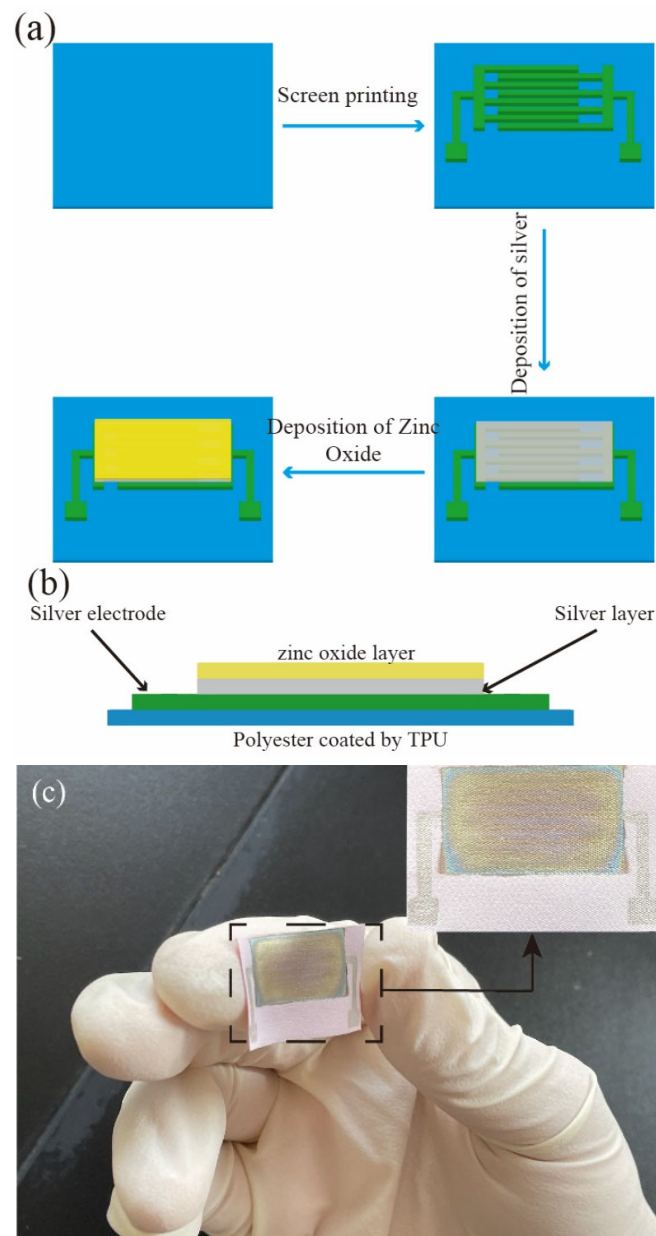 (a)
Screen printing
Deposition of silver
Deposition of Zinc
Oxide
(b)
Silver electrode
Silver layer
zinc oxide layer
Polyester coated by TPU
(c)